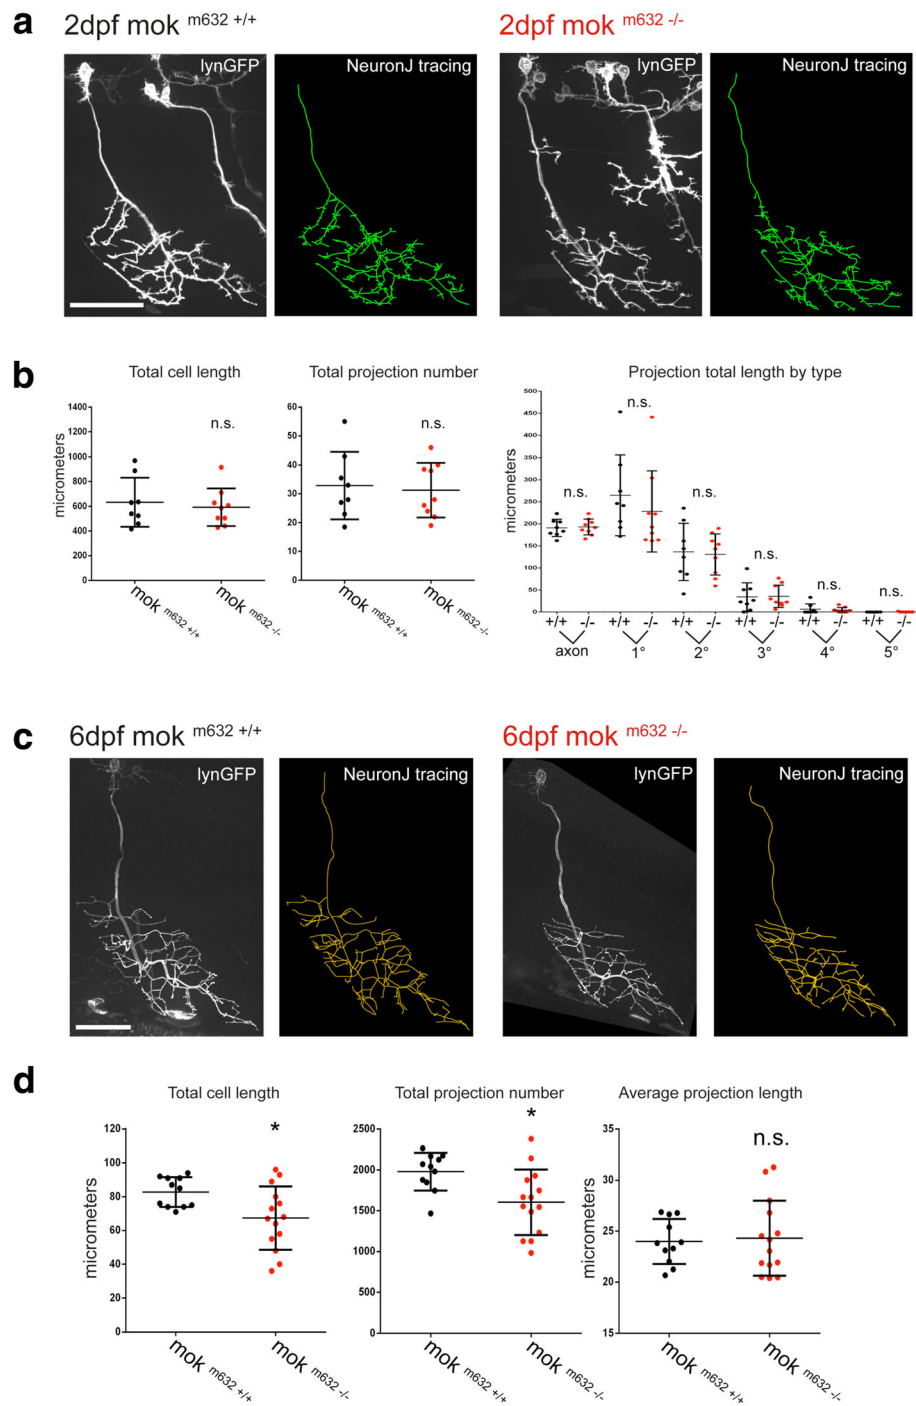 a
2dpf mok m632 +/+
2dpf mok m632 -/-
lynGFP
NeuronJ tracing
lynGFP
NeuronJ tracing
b
Total cell length
Total projection number
Projection total length by type
micrometers
1400
1200
1000
800
600
400
200
0
n.s.
mok m632 +/+
mok m632 -/-
60
50
40
30
20
10
0
n.s.
mok m632 +/+
mok m632 -/-
micrometers
500
450
400
350
300
250
200
150
100
50
0
n.s.
n.s.
n.s.
n.s.
n.s.
n.s.
+/+ -/- +/+ -/- +/+ -/- +/+ -/- +/+ -/- +/+ -/-
axon 1° 2° 3° 4° 5°
c
6dpf mok m632 +/+
6dpf mok m632 -/-
lynGFP
NeuronJ tracing
lynGFP
NeuronJ tracing
d
Total cell length
Total projection number
Average projection length
micrometers
120
100
80
60
40
20
0
*
mok m632 +/+
mok m632 -/-
2500
2000
1500
1000
500
0
*
mok m632 +/+
mok m632 -/-
micrometers
35
30
25
20
15
n.s.
mok m632 +/+
mok m632 -/-